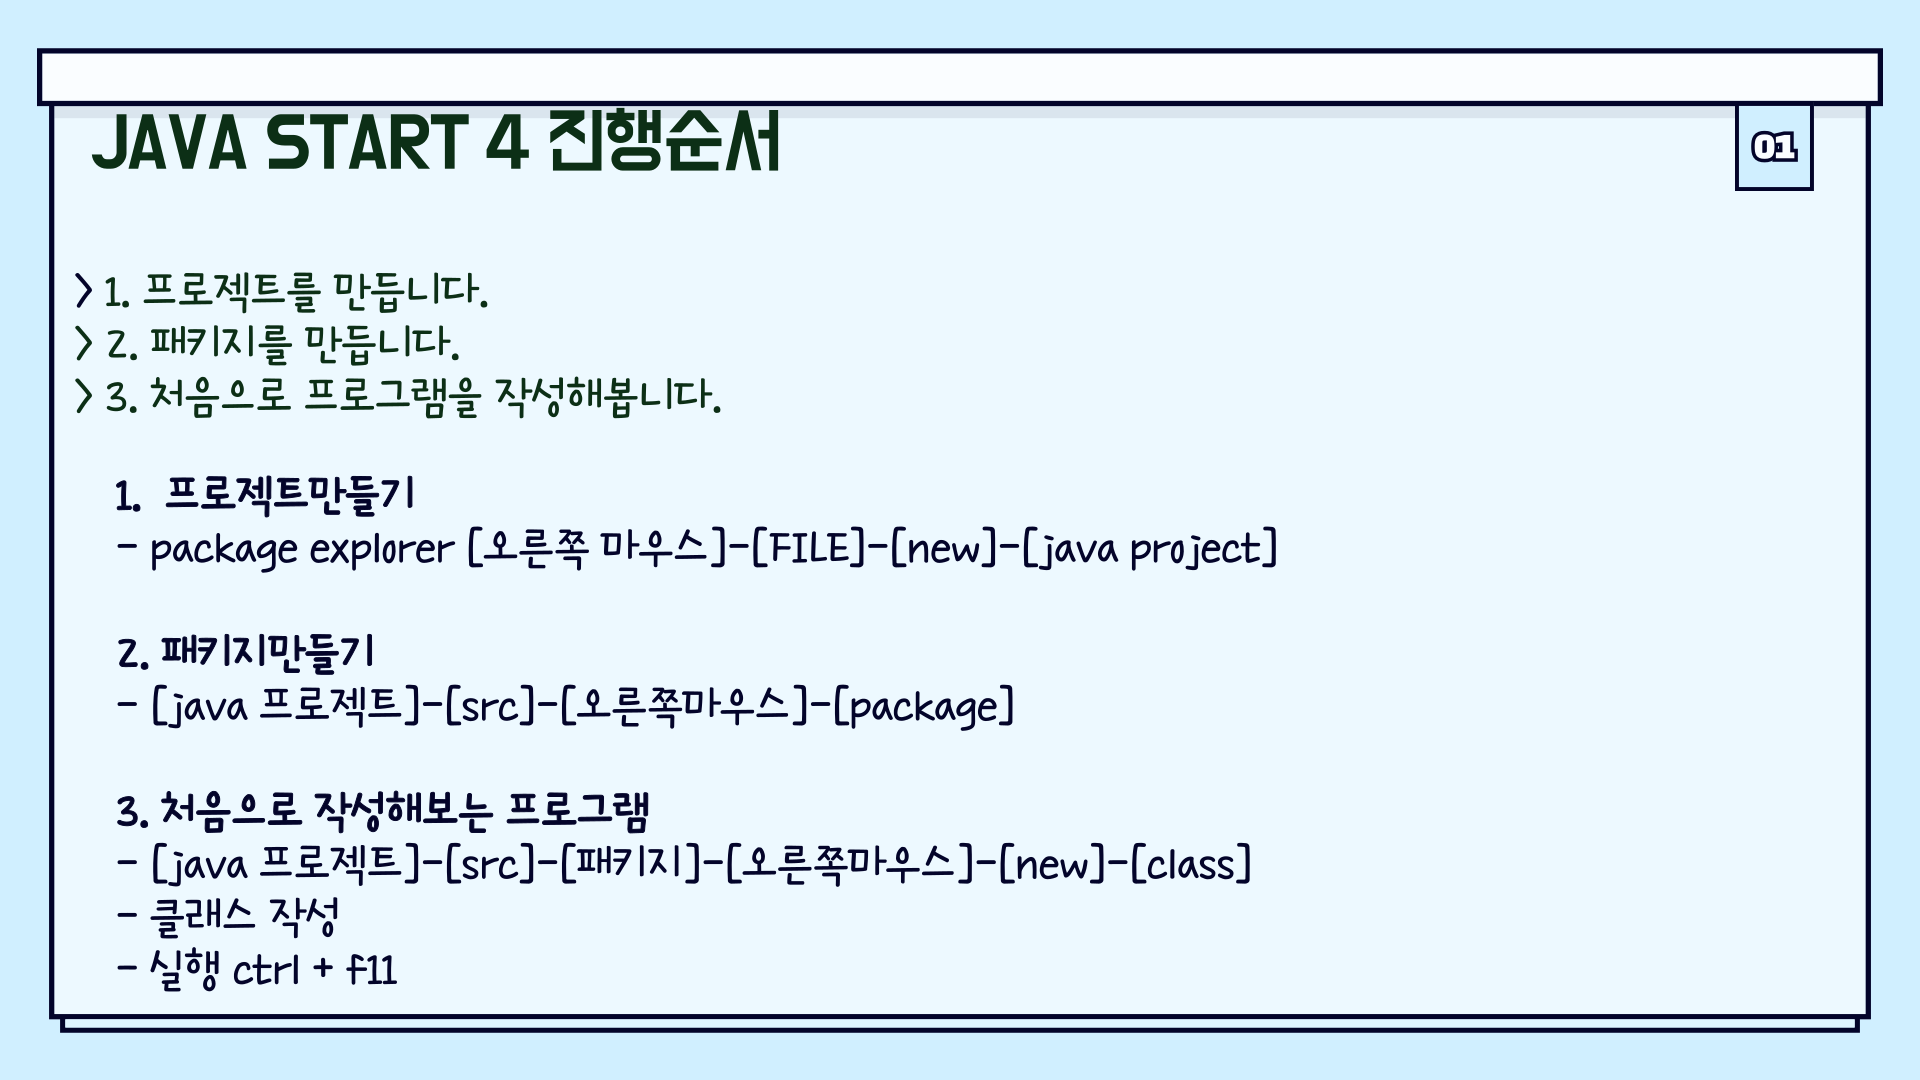 JAVA START 4 진행순서
01
> 1. 프로젝트를 만듭니다.
> 2. 패키지를 만듭니다.
> 3. 처음으로 프로그램을 작성해봅니다.
1. 프로젝트만들기
- package explorer [오른쪽 마우스]-[FILE]-[new]-[java project]
2. 패키지만들기
- [java 프로젝트]-[src]-[오른쪽마우스]-[package]
3. 처음으로 작성해보는 프로그램
- [java 프로젝트]-[src]-[패키지]-[오른쪽마우스]-[new]-[class]
- 클래스 작성
- 실행 ctrl + f11